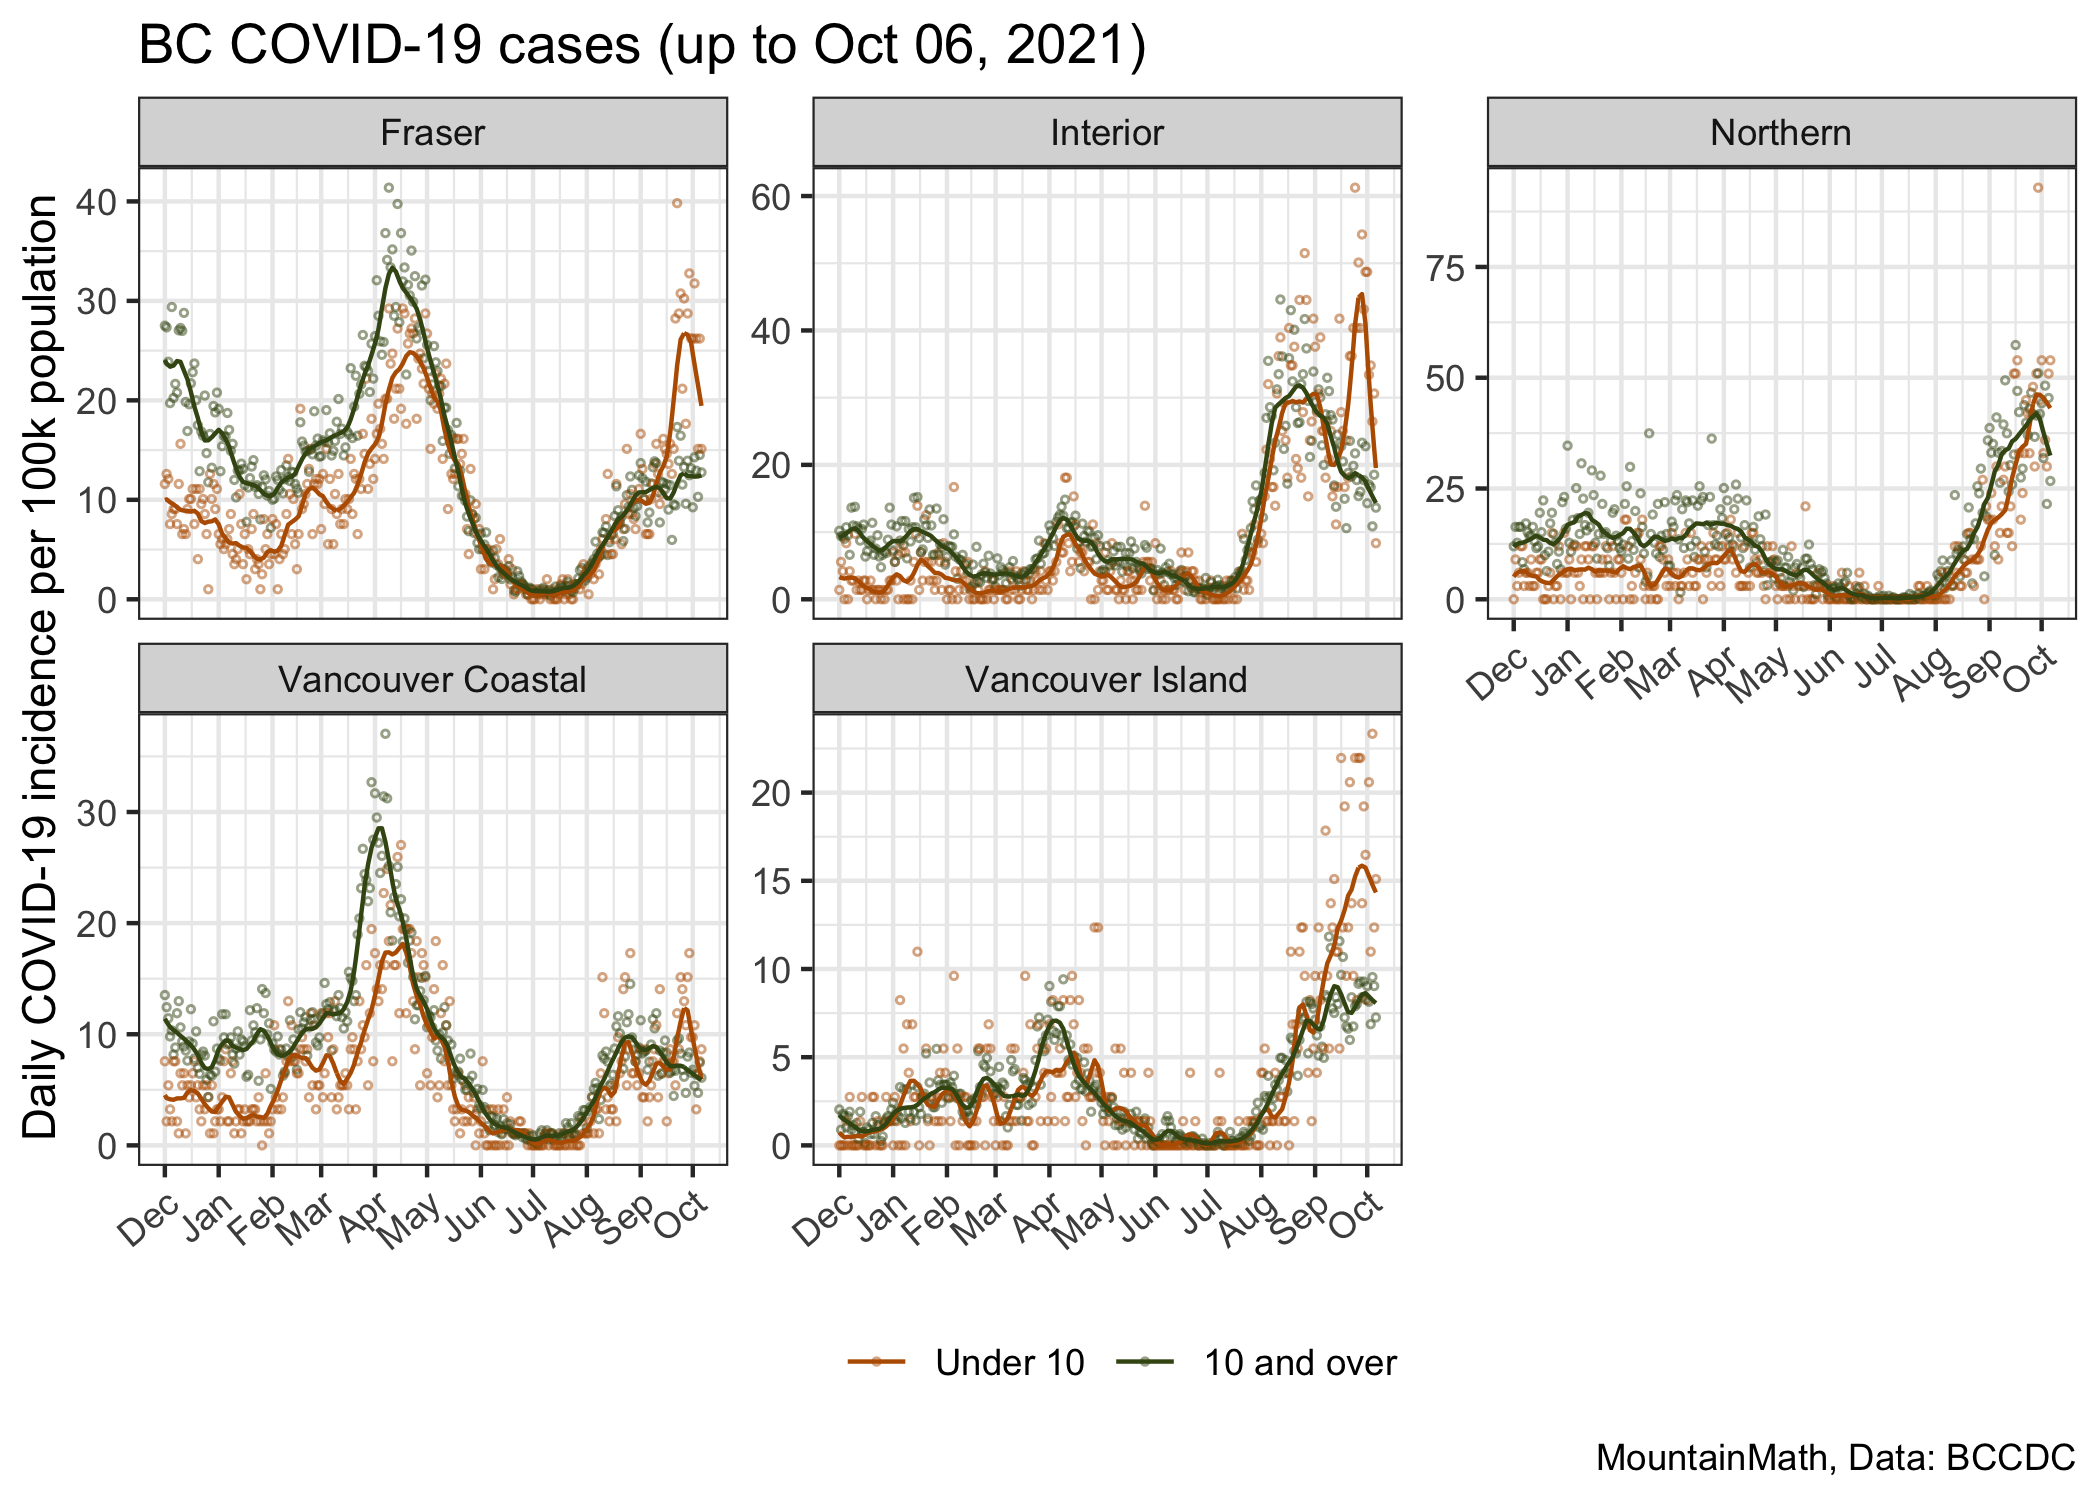 BC COVID-19 cases (up to Oct 06, 2021)
Daily COVID-19 incidence per 100k population
Fraser
40
30
20
10
0
Interior
60
40
20
0
Northern
75
50
25
0
Dec Jan Feb Mar Apr May Jun Jul Aug Sep Oct
Vancouver Coastal
30
20
10
0
Dec Jan Feb Mar Apr May Jun Jul Aug Sep Oct
Vancouver Island
20
15
10
5
0
Dec Jan Feb Mar Apr May Jun Jul Aug Sep Oct
Under 10 10 and over
MountainMath, Data: BCCDC